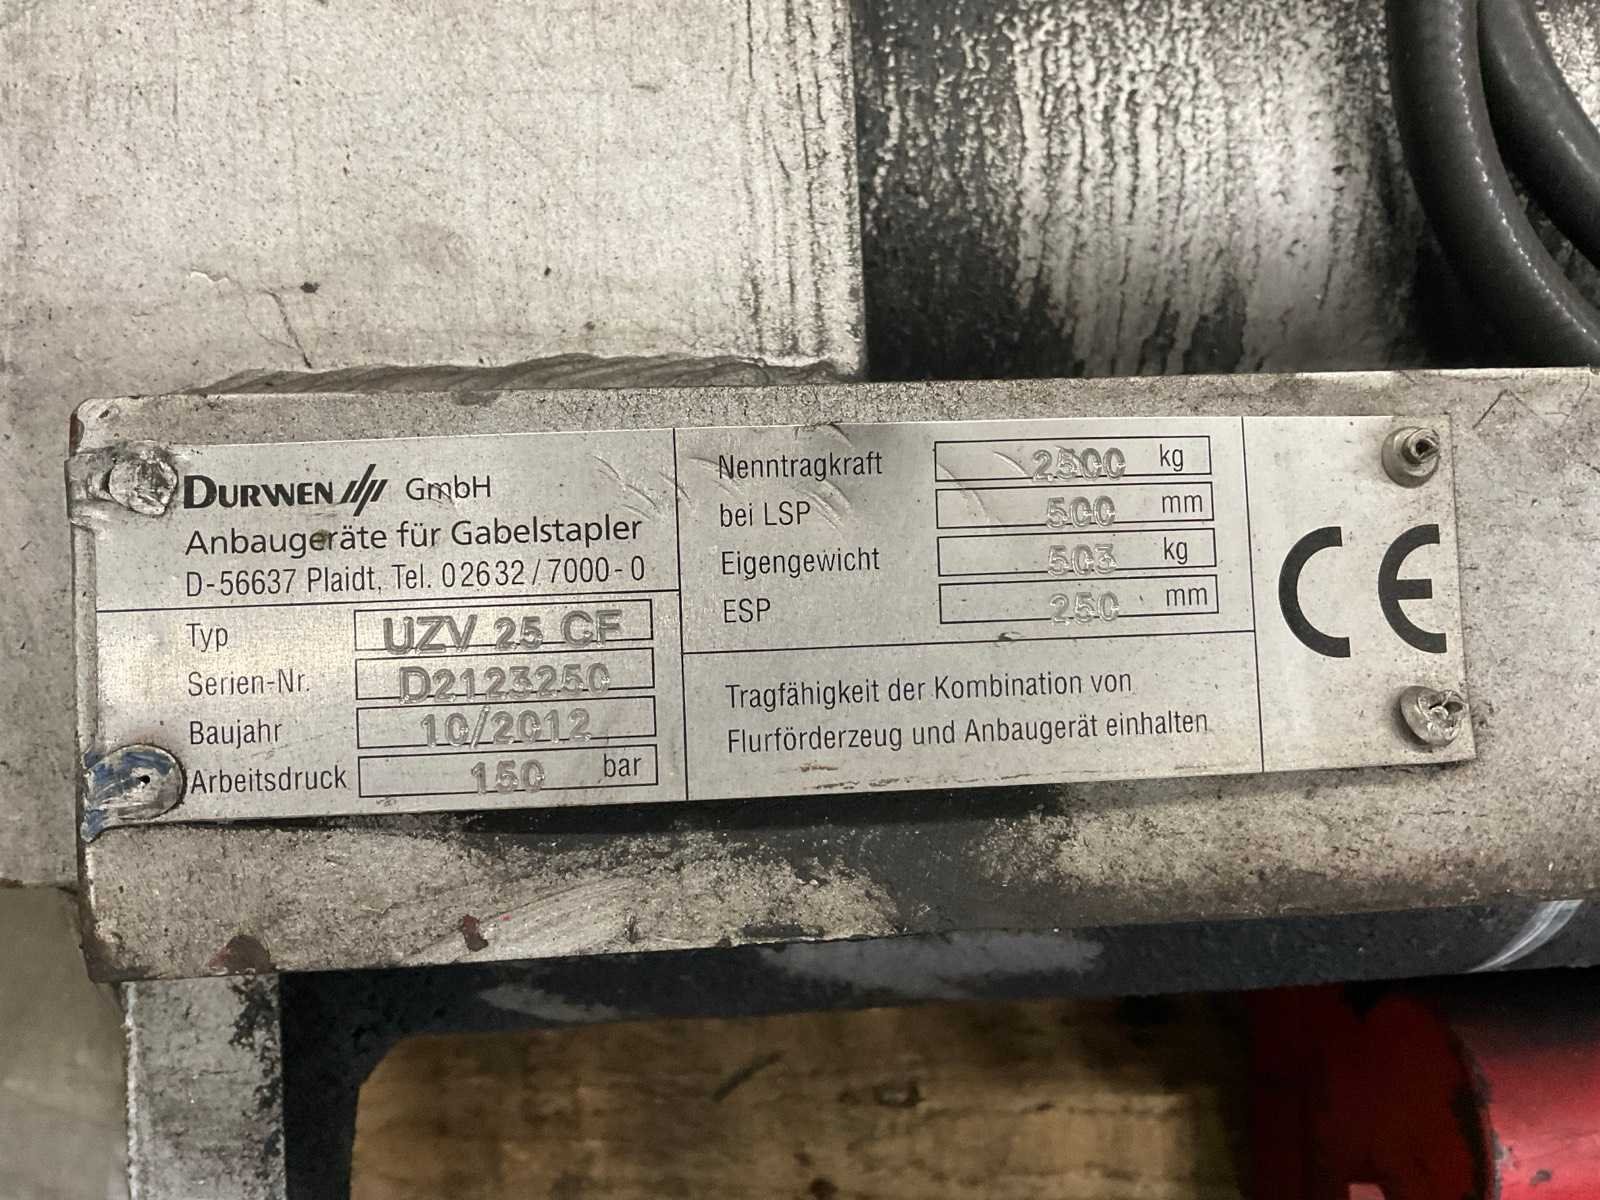 DURWEN GmbH
Anbaugeräte für Gabelstapler
D-56637 Plaidt, Tel. 02632/7000-0
Typ UZV 25 CF
Serien-Nr. D2123250
Baujahr 10/2012
Arbeitsdruck 150 bar
Nenntragkraft 2500 kg
bei LSP 500 mm
Eigengewicht 503 kg
ESP 250 mm
Tragfähigkeit der Kombination von
Flurförderzeug und Anbaugerät einhalten
CE